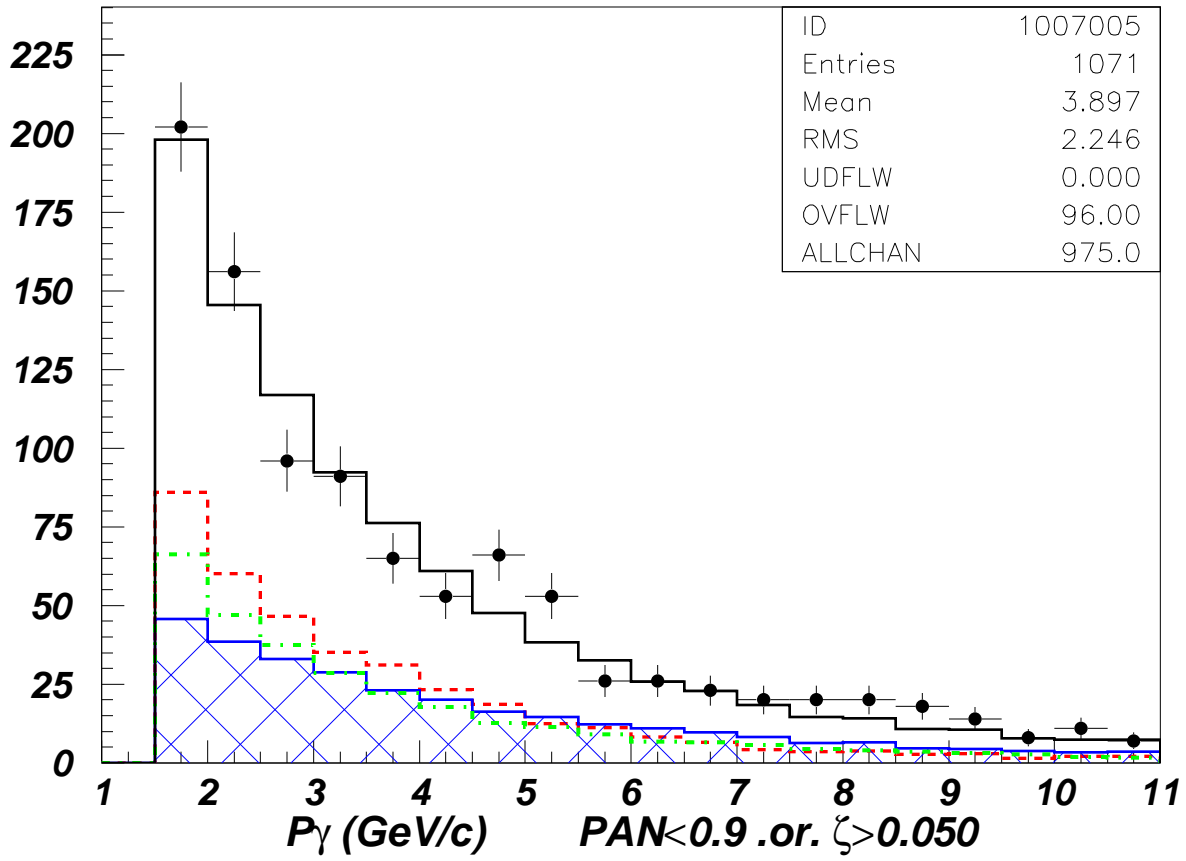 ID 1007005
Entries 1071
Mean 3.897
RMS 2.246
UDFLW 0.000
OVFLW 96.00
ALLCHAN 975.0
225
200
175
150
125
100
75
50
25
0
1 2 3 4 5 6 7 8 9 10 11
Pγ (GeV/c) PAN<0.9 .or. ζ>0.050